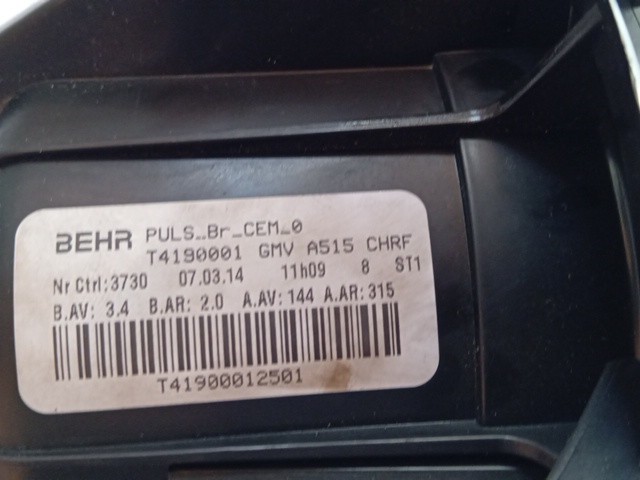 BEHR PULS_Br_CEM_0
T4190001 GMV A515 CHRF
Nr Ctrl:3730 07.03.14 11h09 8 ST1
B.AV: 3.4 B.AR: 2.0 A.AV: 144 A.AR: 315
T41900012501